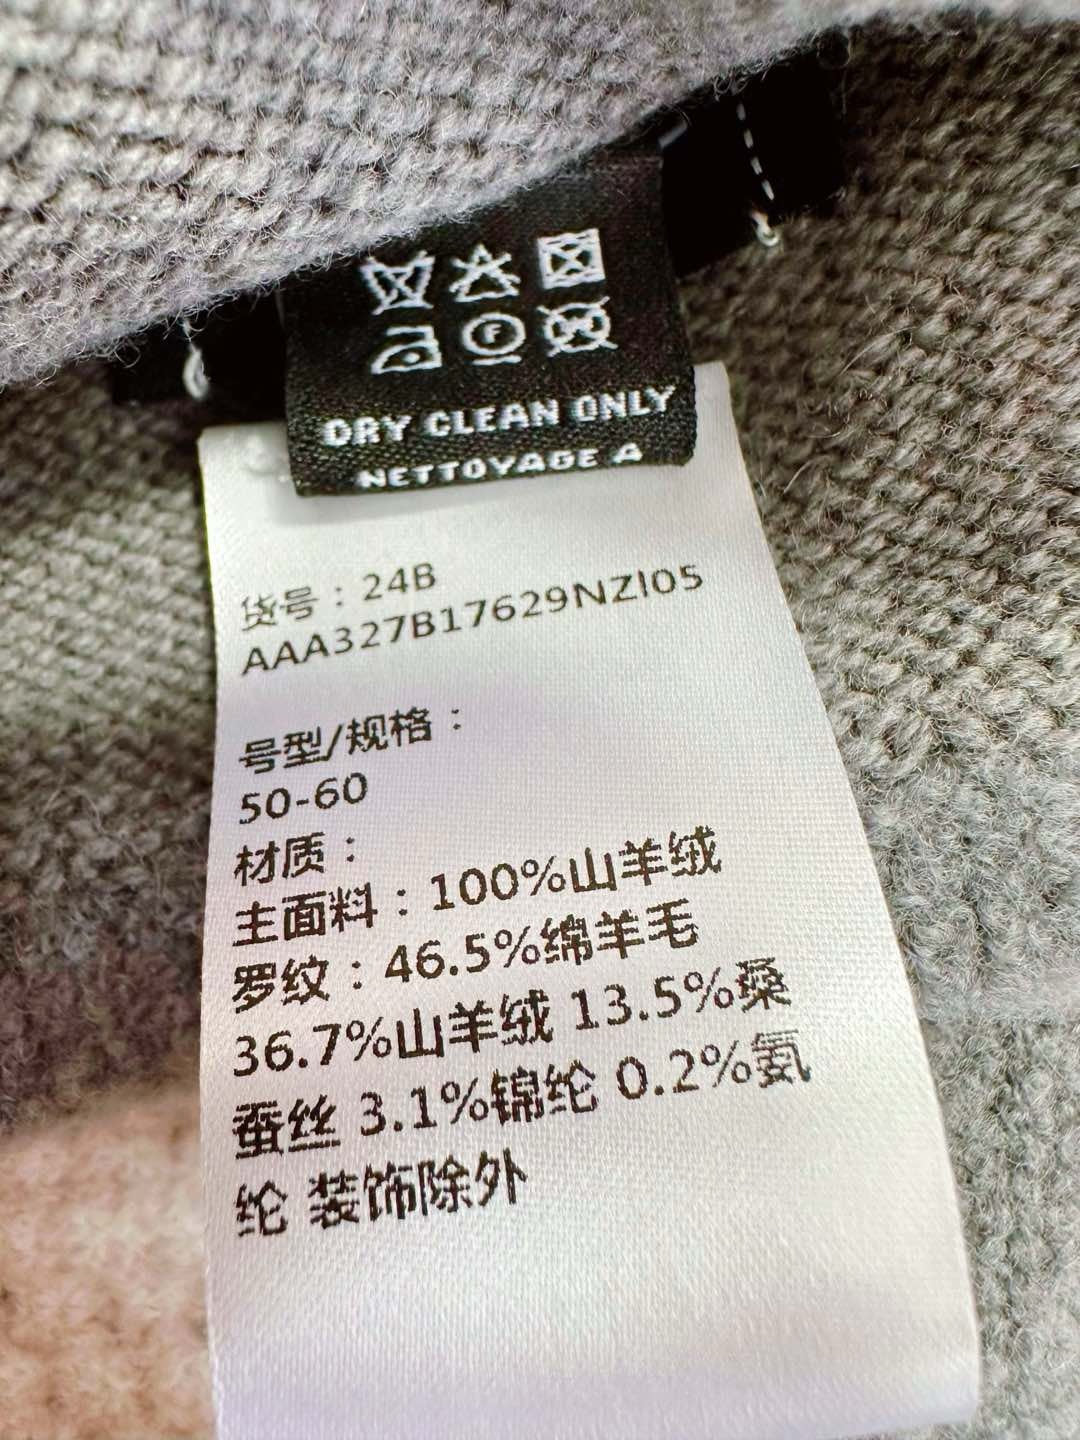 F
W
DRY CLEAN ONLY
NETTOYAGE A
货号：24B
AAA327B17629NZI05
号型/规格：
50-60
材质：
主面料：100%山羊绒
罗纹：46.5%绵羊毛
36.7%山羊绒 13.5%桑
蚕丝 3.1%锦纶 0.2%氨
纶 装饰除外